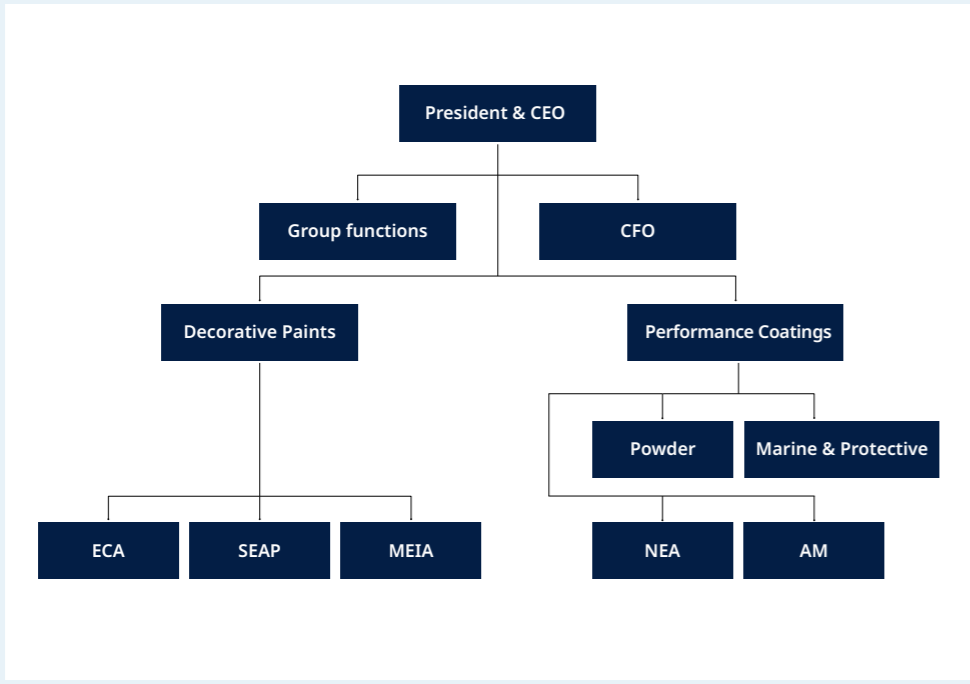 President & CEO
Group functions
CFO
Decorative Paints
Performance Coatings
Powder
Marine & Protective
ECA
SEAP
MEIA
NEA
AM